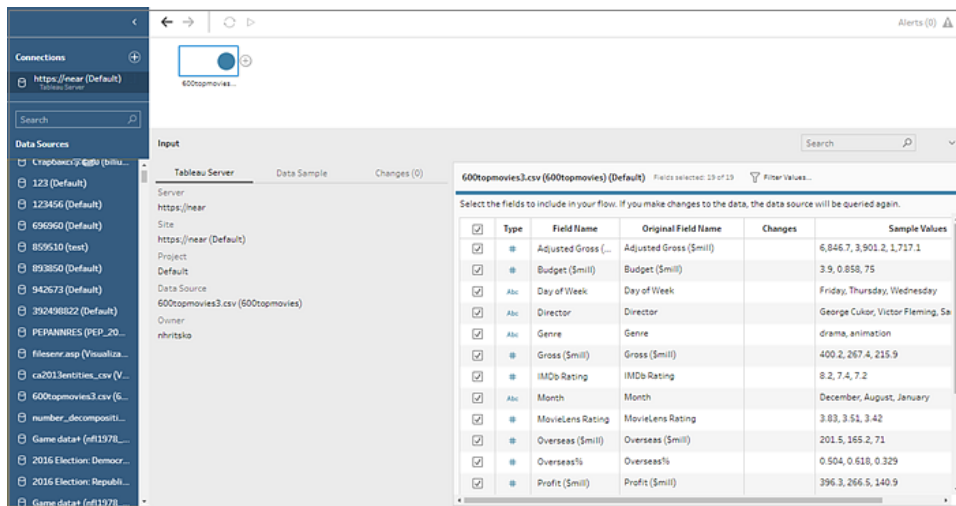 Alerts (0)
Connections
https://near (Default)
Tableau Server
600topmovies...
Search
Data Sources
(billiu...
123 (Default)
123456 (Default)
696960 (Default)
859510 (test)
893850 (Default)
942673 (Default)
392498822 (Default)
PEPANNRES (PEP_20...
filesenr.asp (Visualiza...
ca2013entities_csv (V...
600topmovies3.csv (6...
number_decompositi...
Game data+ (nfl1978_...
2016 Election: Democr...
2016 Election: Republi...
Game data+ (nfl1978_...
Input
Search
Tableau Server Data Sample Changes (0)
Server
https://near
Site
https://near (Default)
Project
Default
Data Source
600topmovies3.csv (600topmovies)
Owner
nhritsko
600topmovies3.csv (600topmovies) (Default) Fields selected: 19 of 19 Filter Values...
Select the fields to include in your flow. If you make changes to the data, the data source will be queried again.
Type Field Name Original Field Name Changes Sample Values
# Adjusted Gross (... Adjusted Gross ($mill) 6,846.7, 3,901.2, 1,717.1
# Budget ($mill) Budget ($mill) 3.9, 0.858, 75
Abc Day of Week Day of Week Friday, Thursday, Wednesday
Abc Director Director George Cukor, Victor Fleming, Sa
Abc Genre Genre drama, animation
# Gross ($mill) Gross ($mill) 400.2, 267.4, 215.9
# IMDb Rating IMDb Rating 8.2, 7.4, 7.2
Abc Month Month December, August, January
# MovieLens Rating MovieLens Rating 3.83, 3.51, 3.42
# Overseas ($mill) Overseas ($mill) 201.5, 165.2, 71
# Overseas% Overseas% 0.504, 0.618, 0.329
# Profit ($mill) Profit ($mill) 396.3, 266.5, 140.9